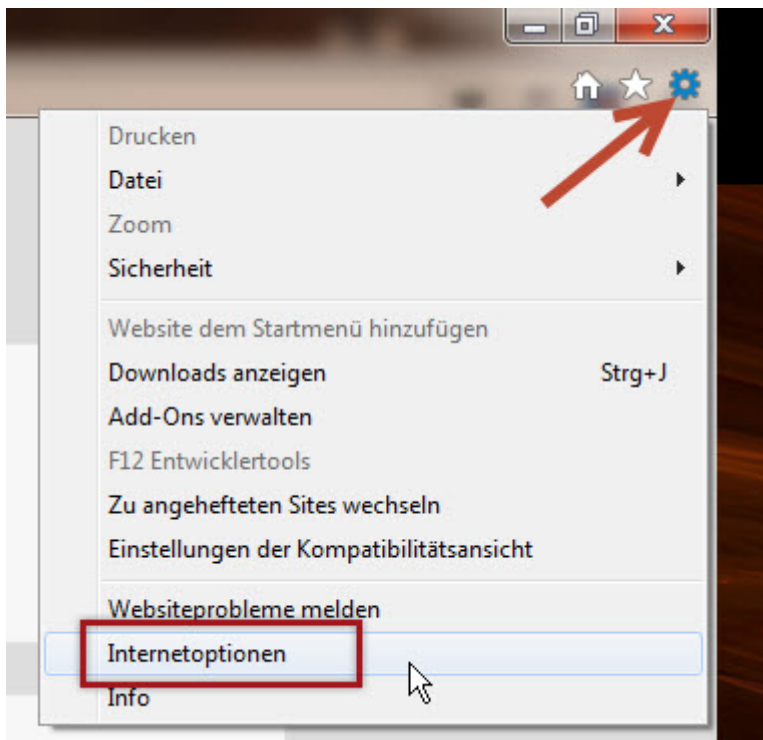 Drucken
Datei
Zoom
Sicherheit
Website dem Startmenü hinzufügen
Downloads anzeigen Strg+J
Add-Ons verwalten
F12 Entwicklertools
Zu angehefteten Sites wechseln
Einstellungen der Kompatibilitätsansicht
Websiteprobleme melden
Internetoptionen
Info